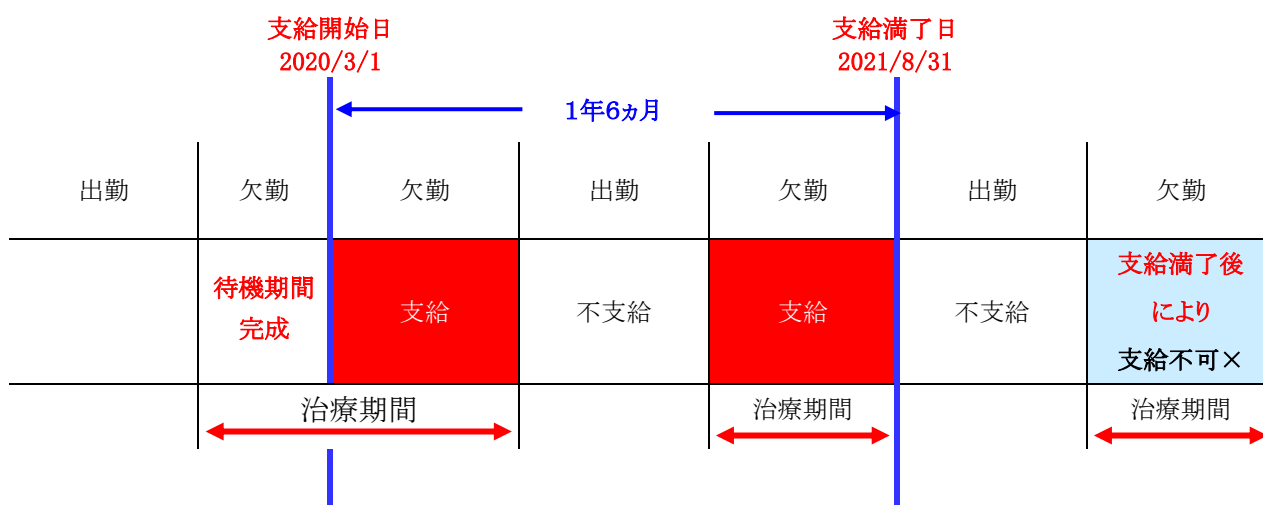 支給開始日
2020/3/1
支給満了日
2021/8/31
1年6ヵ月
出勤
欠勤
欠勤
出勤
欠勤
出勤
欠勤
待機期間
完成
支給
不支給
支給
不支給
支給満了後
により
支給不可×
治療期間
治療期間
治療期間